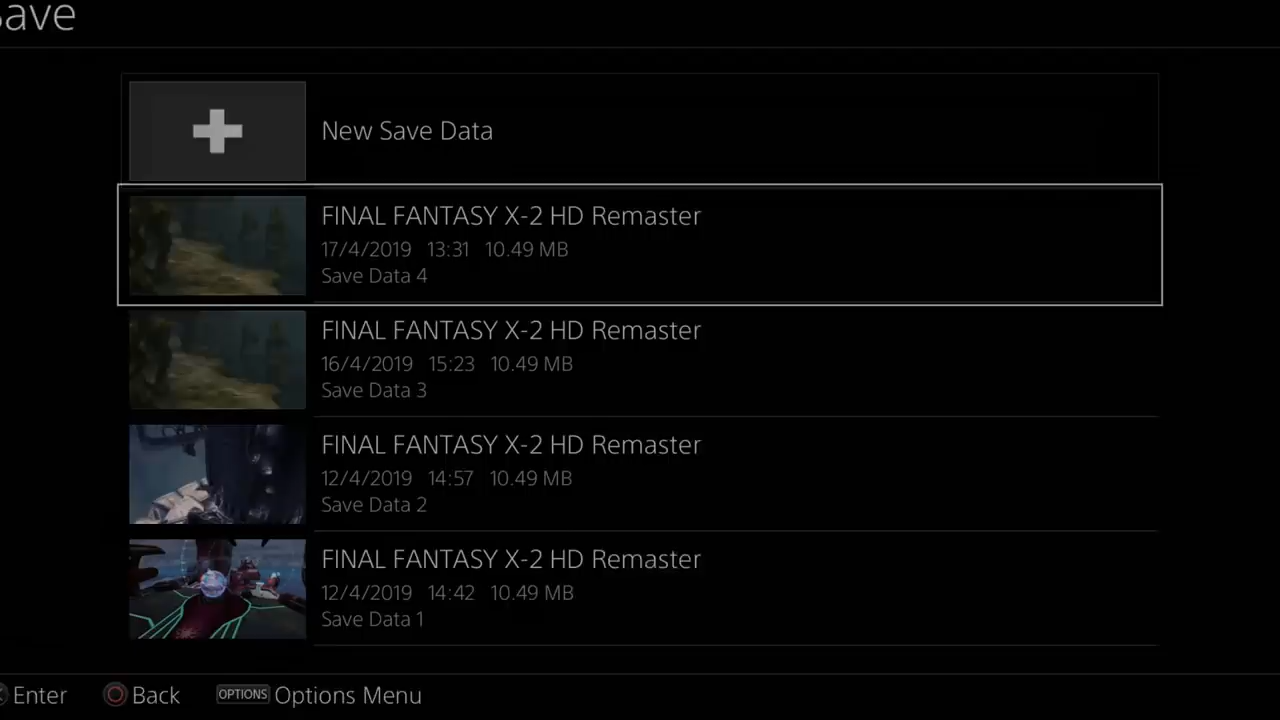 Save
New Save Data
FINAL FANTASY X-2 HD Remaster
17/4/2019 13:31 10.49 MB
Save Data 4
FINAL FANTASY X-2 HD Remaster
16/4/2019 15:23 10.49 MB
Save Data 3
FINAL FANTASY X-2 HD Remaster
12/4/2019 14:57 10.49 MB
Save Data 2
FINAL FANTASY X-2 HD Remaster
12/4/2019 14:42 10.49 MB
Save Data 1
Enter Back OPTIONS Options Menu